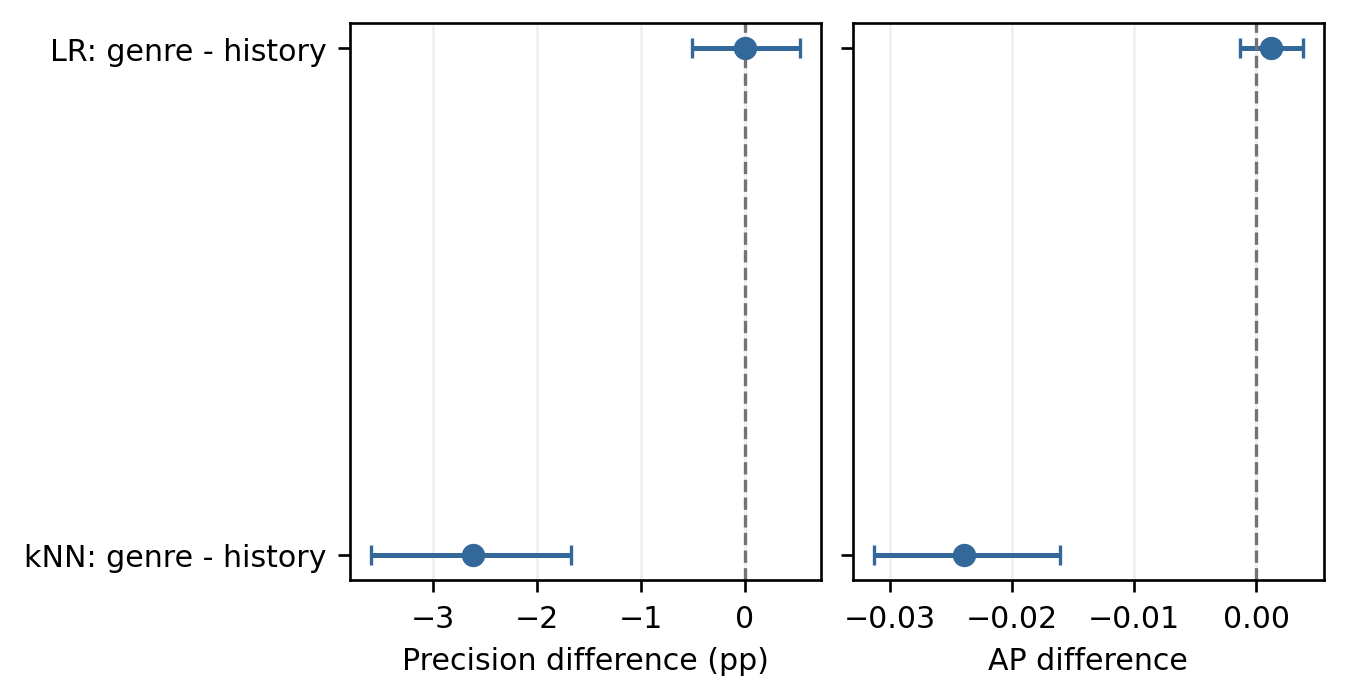 LR: genre - history
kNN: genre - history
−3 −2 −1 0
Precision difference (pp)
−0.03 −0.02 −0.01 0.00
AP difference